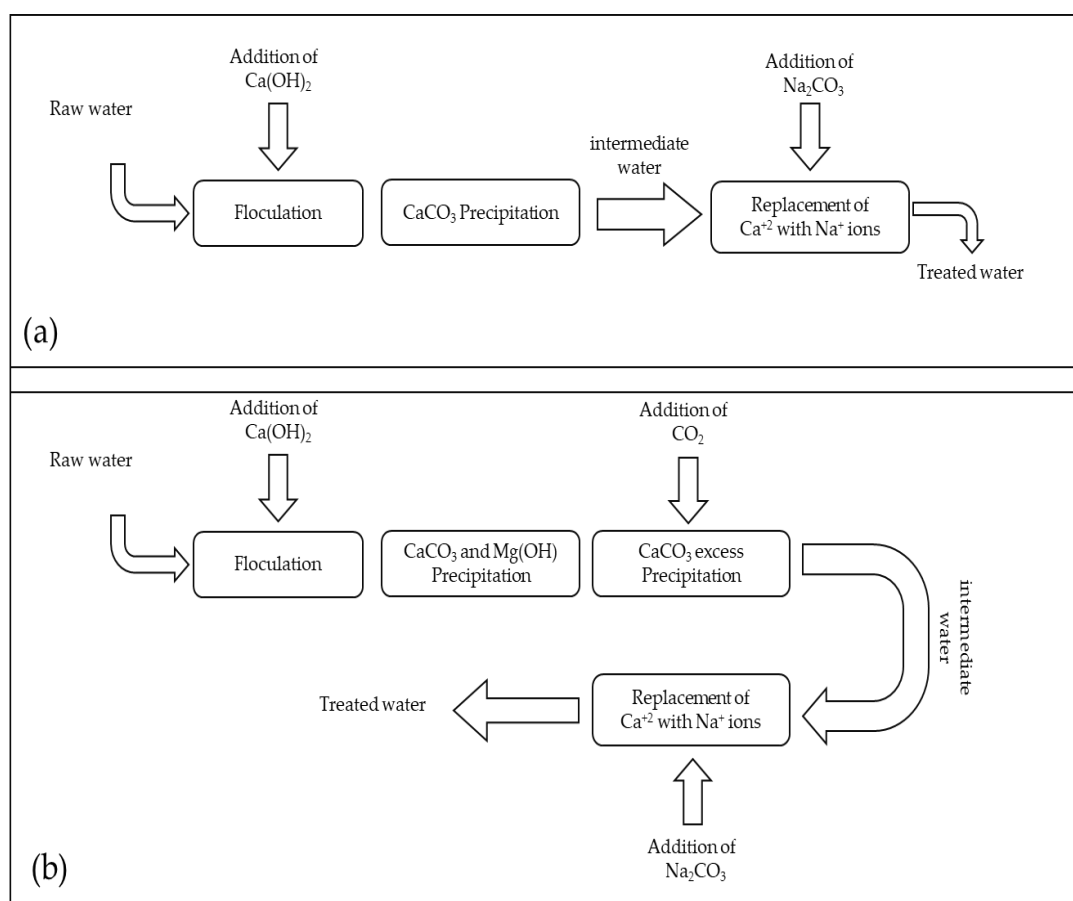 Addition of
Ca(OH)₂
Addition of
Na₂CO₃
Raw water
intermediate
water
Floculation
CaCO₃ Precipitation
Replacement of
Ca⁺² with Na⁺ ions
Treated water
(a)
Addition of
Ca(OH)₂
Addition of
CO₂
Raw water
Floculation
CaCO₃ and Mg(OH)
Precipitation
CaCO₃ excess
Precipitation
intermediate
water
Treated water
Replacement of
Ca⁺² with Na⁺ ions
Addition of
Na₂CO₃
(b)